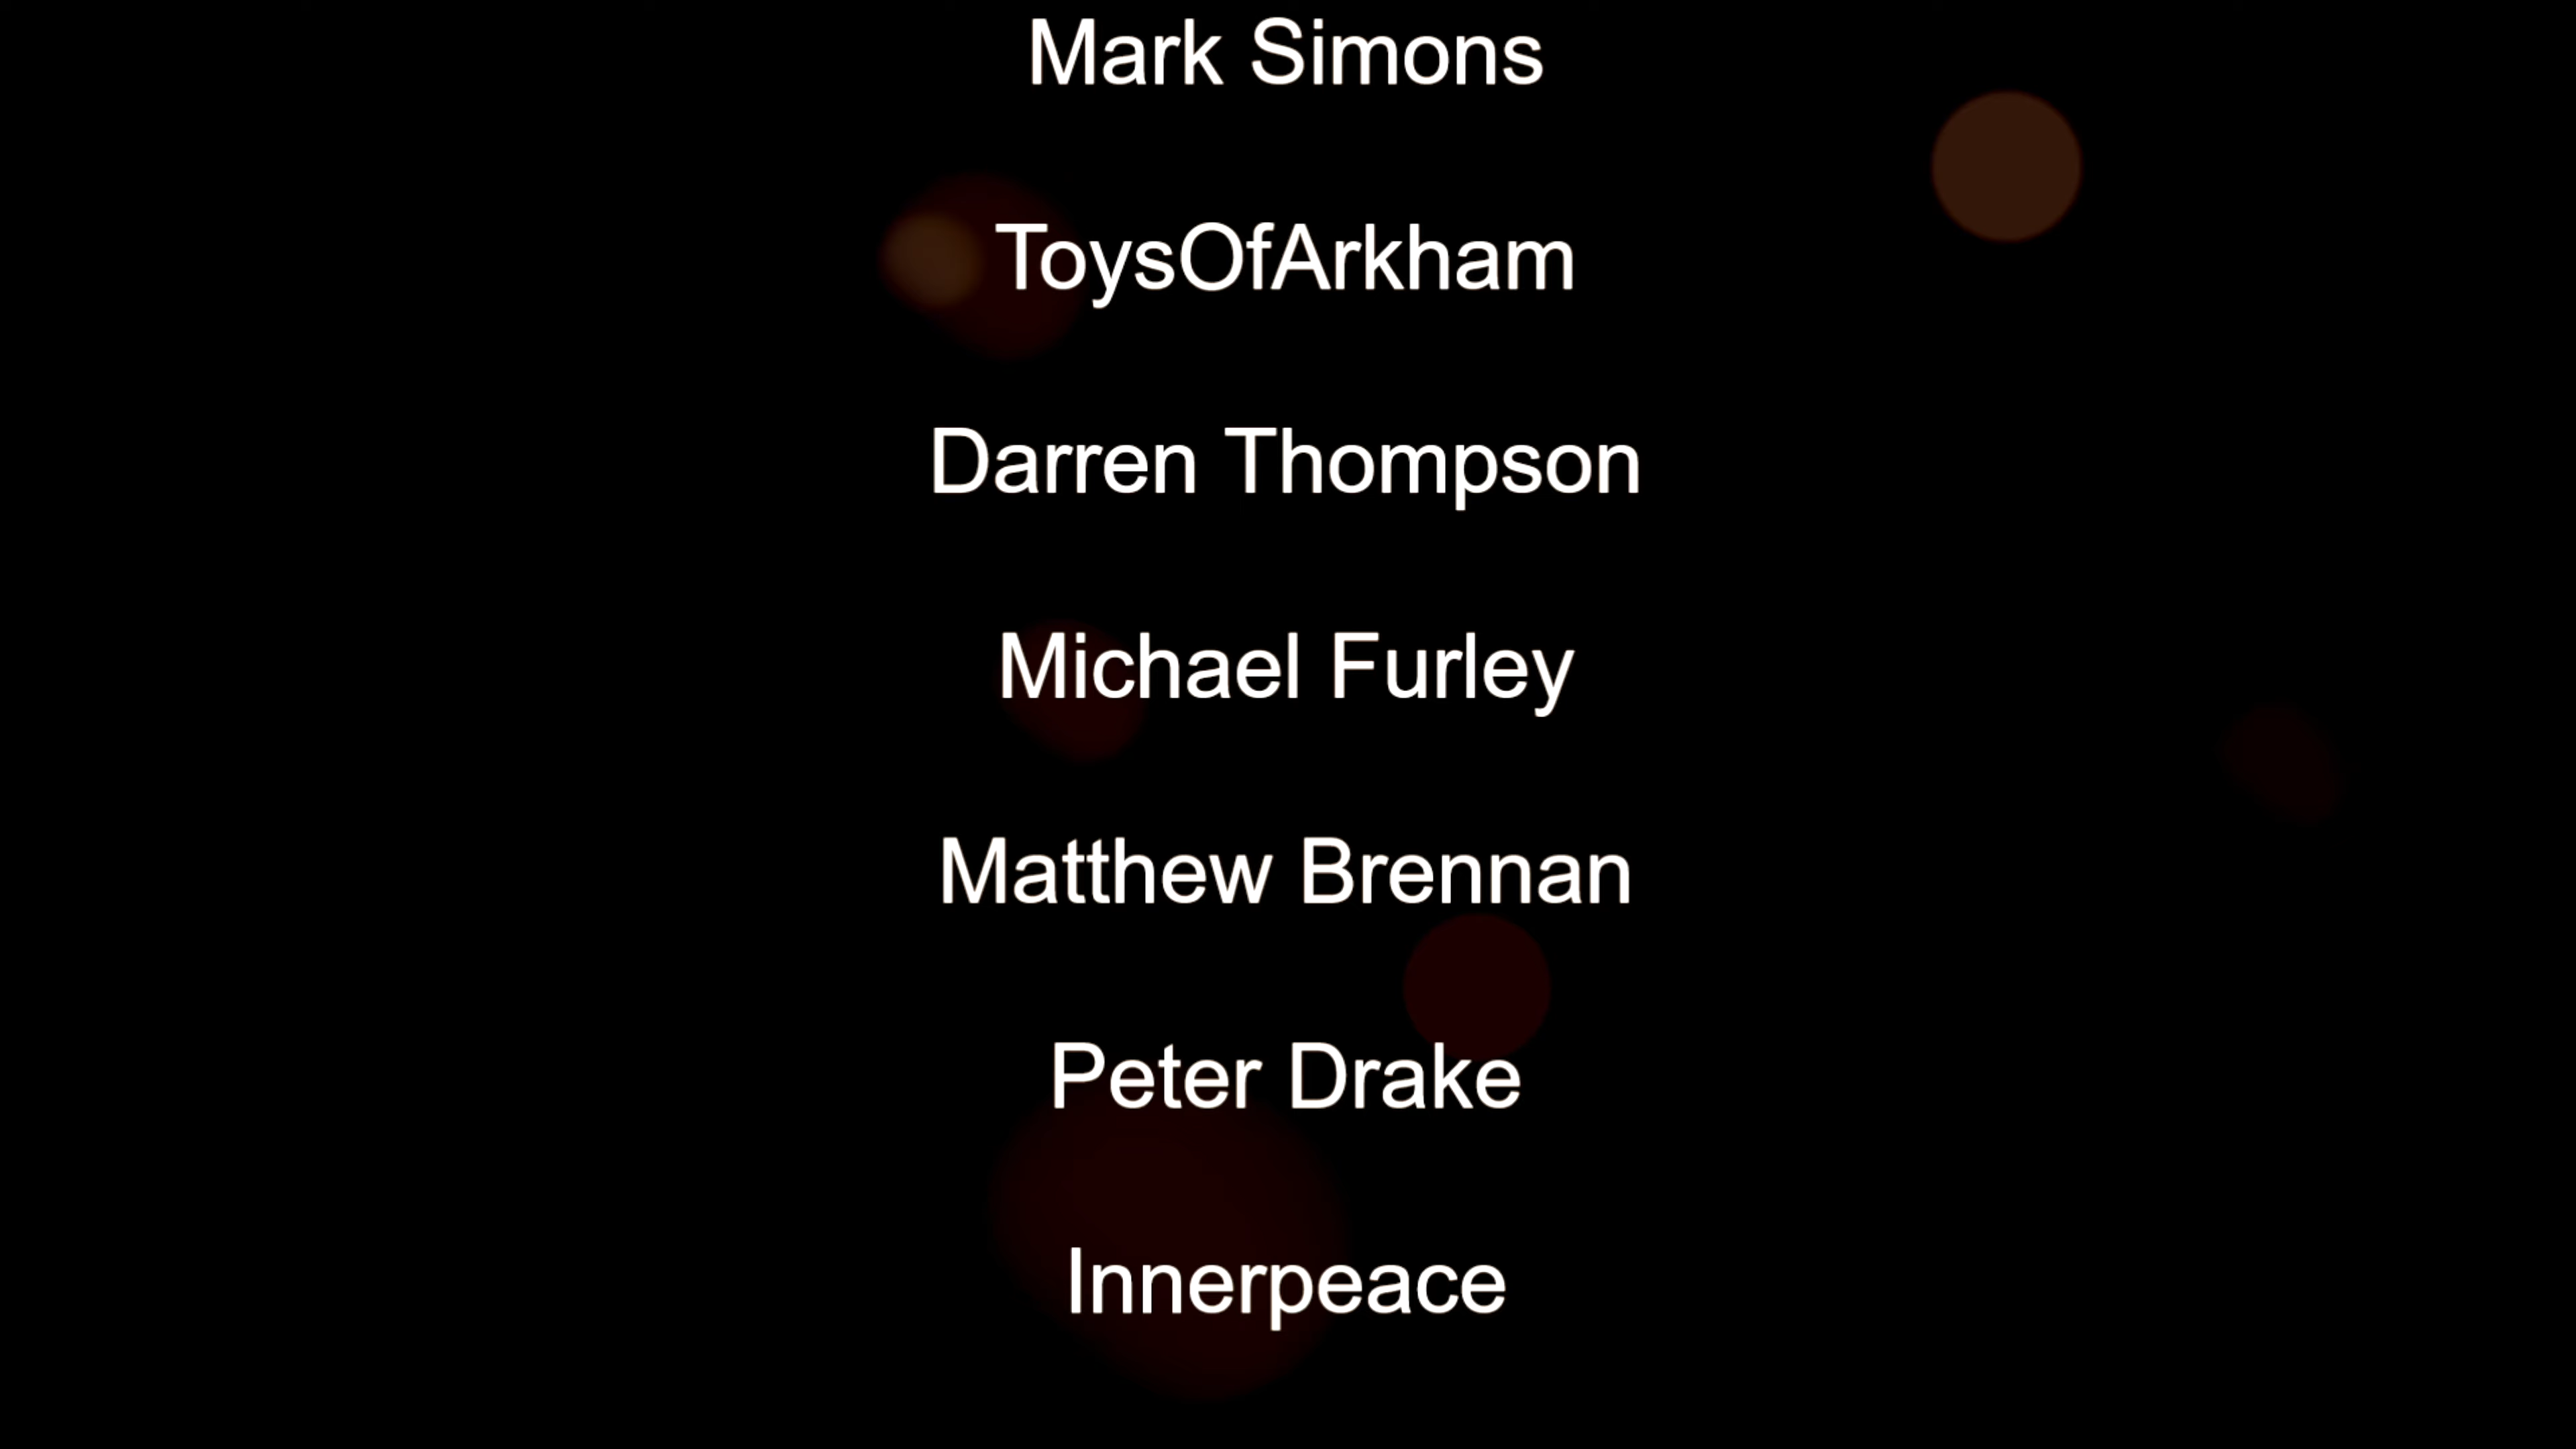 Mark Simons
ToysOfArkham
Darren Thompson
Michael Furley
Matthew Brennan
Peter Drake
Innerpeace